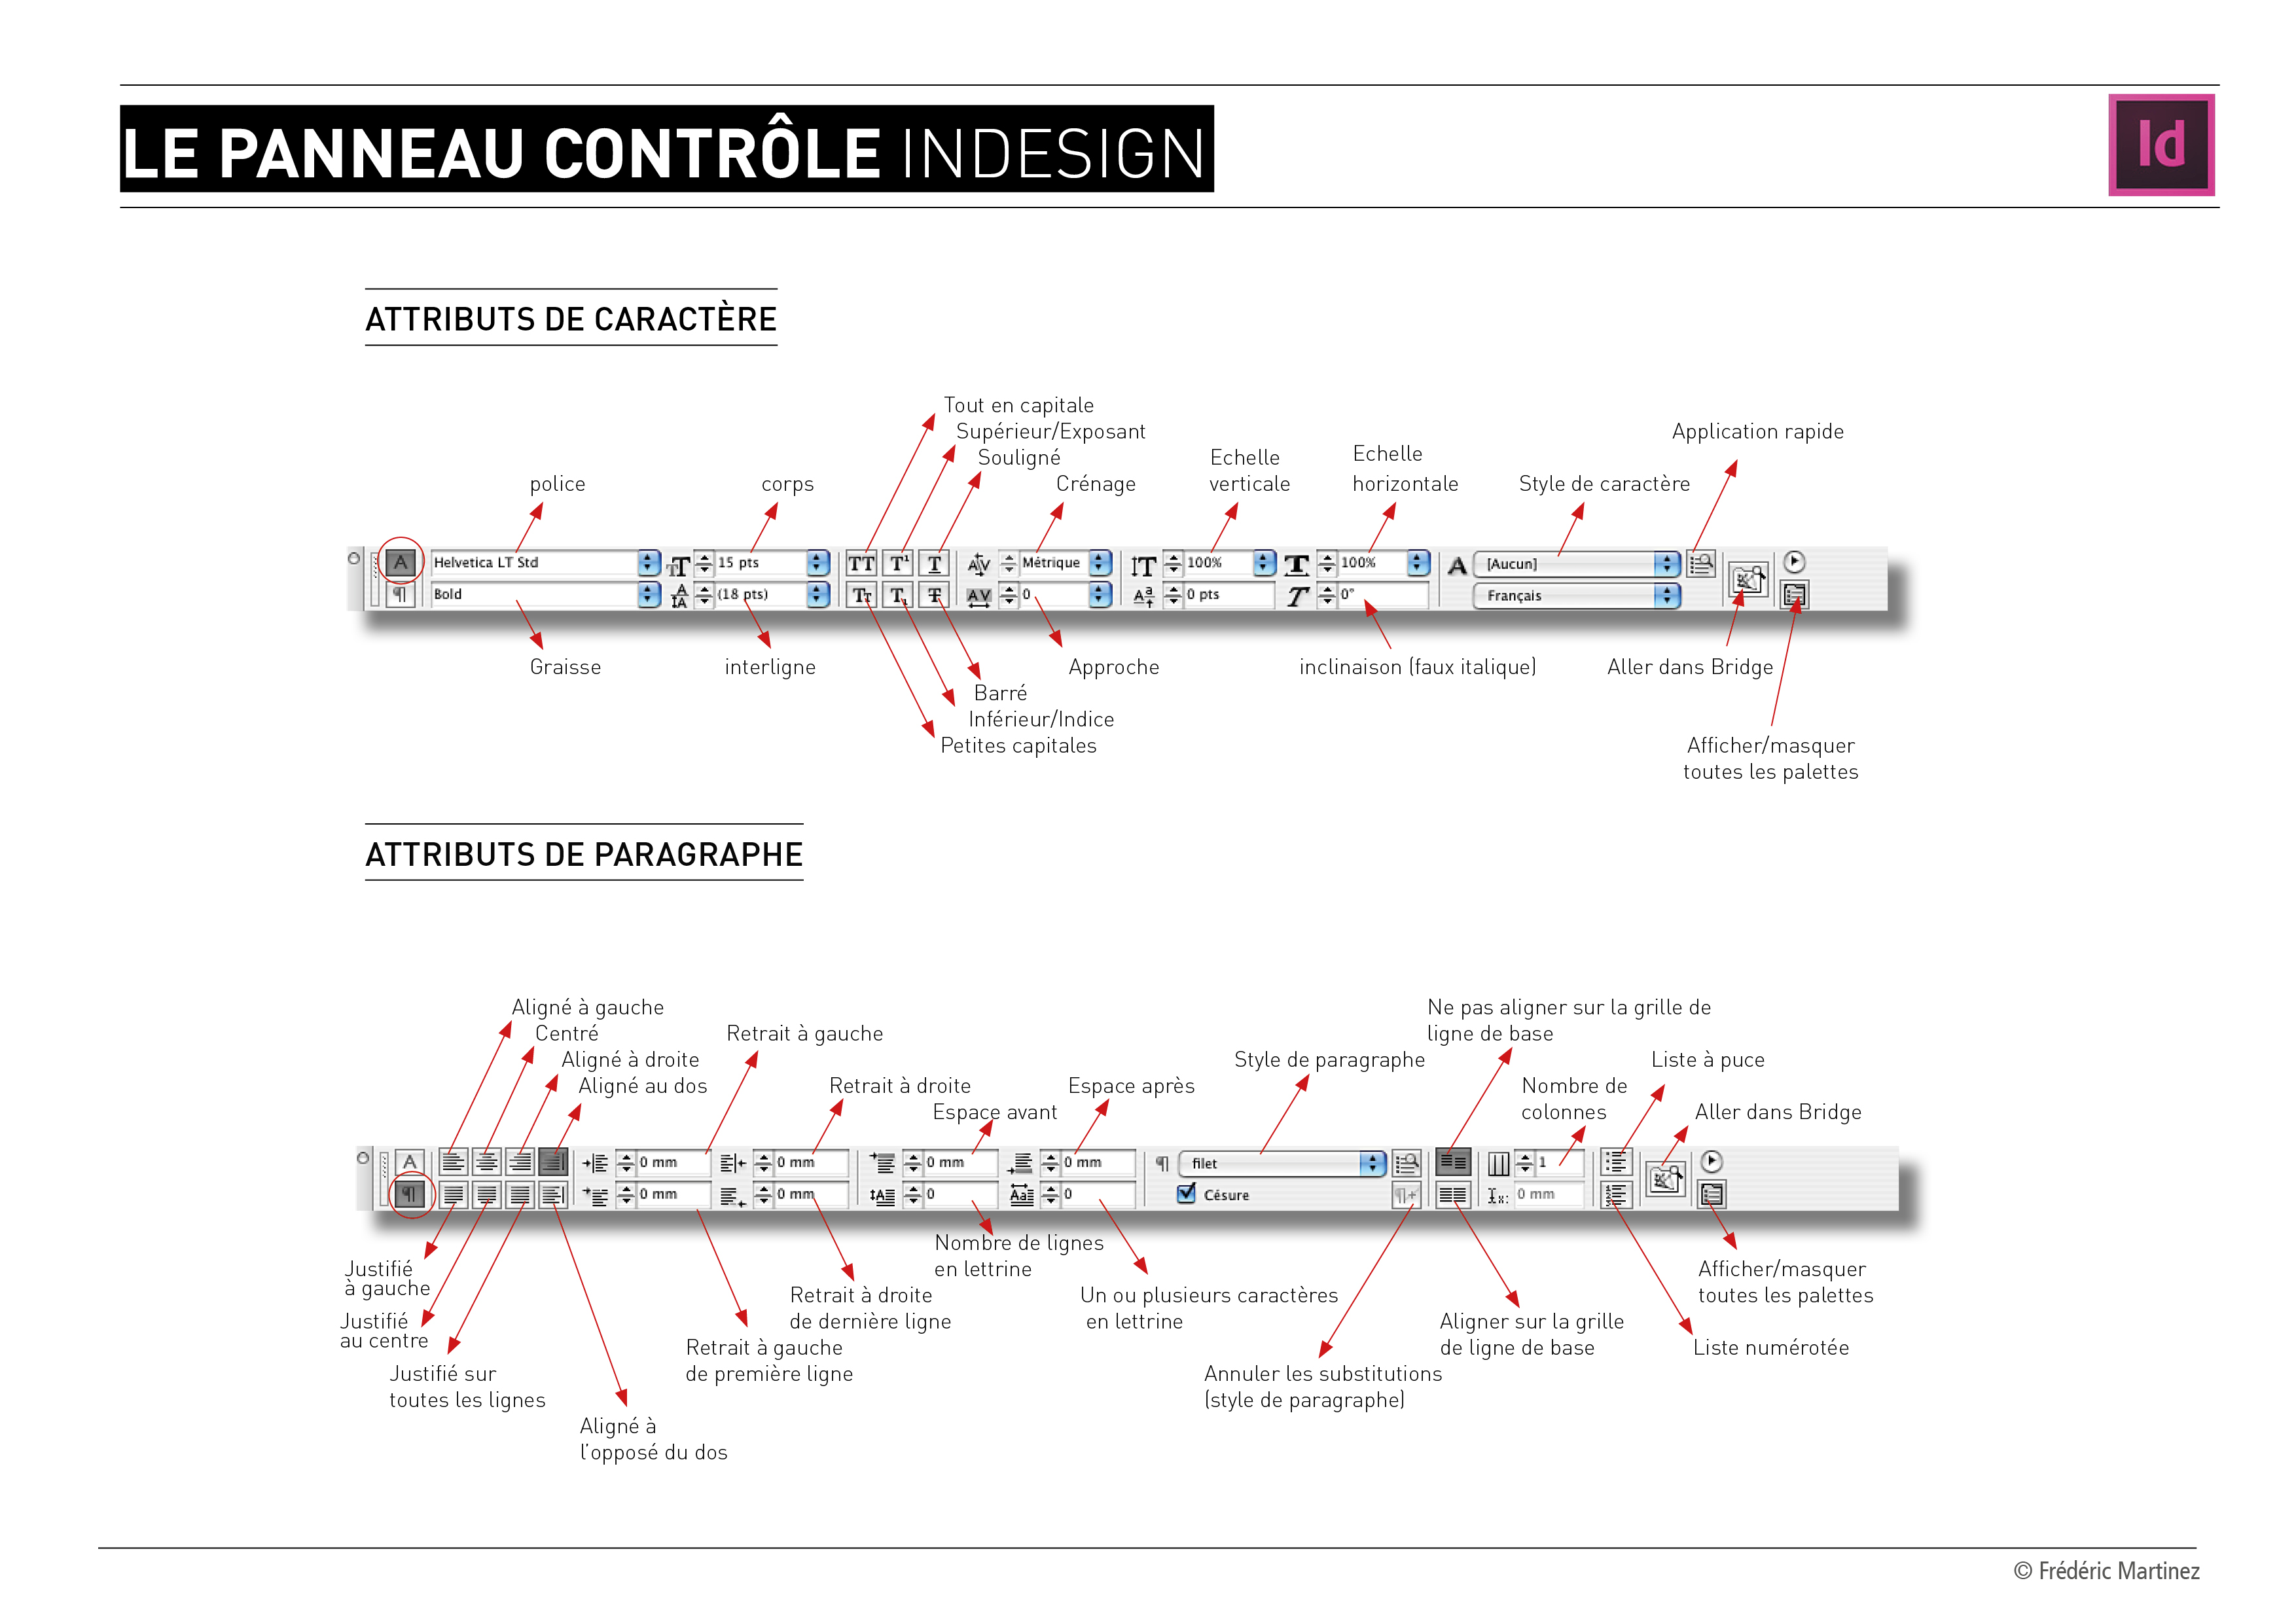 LE PANNEAU CONTRÔLE INDESIGN
Id
ATTRIBUTS DE CARACTÈRE
Tout en capitale
Supérieur/Exposant
Souligné
Application rapide
police
corps
Crénage
Echelle
verticale
Echelle
horizontale
Style de caractère
A
Helvetica LT Std
15 pts
TT
T¹
T
Métrique
100%
100%
A
[Aucun]
¶
Bold
(18 pts)
0
0 pts
0°
Français
Graisse
interligne
Approche
inclinaison (faux italique)
Aller dans Bridge
Barré
Inférieur/Indice
Petites capitales
Afficher/masquer
toutes les palettes
ATTRIBUTS DE PARAGRAPHE
Aligné à gauche
Centré
Aligné à droite
Aligné au dos
Retrait à gauche
Retrait à droite
Espace avant
Espace après
Style de paragraphe
Ne pas aligner sur la grille de
ligne de base
Nombre de
colonnes
Liste à puce
Aller dans Bridge
A
0 mm
0 mm
0 mm
0 mm
¶
filet
1
¶
0 mm
0 mm
0
0
Césure
0 mm
Justifié
à gauche
Justifié
au centre
Justifié sur
toutes les lignes
Aligné à
l'opposé du dos
Retrait à gauche
de première ligne
Retrait à droite
de dernière ligne
Nombre de lignes
en lettrine
Un ou plusieurs caractères
en lettrine
Annuler les substitutions
(style de paragraphe)
Aligner sur la grille
de ligne de base
Liste numérotée
Afficher/masquer
toutes les palettes
© Frédéric Martinez